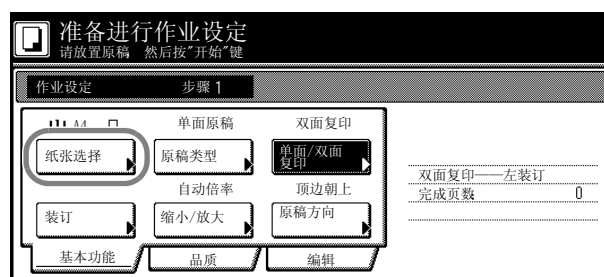 准备进行作业设定
请放置原稿 然后按"开始"键
作业设定 步骤 1
A4 单面原稿 双面复印
纸张选择 原稿类型 单面/双面
复印
自动倍率 顶边朝上
装订 缩小/放大 原稿方向
基本功能 品质 编辑
双面复印——左装订
完成页数 0